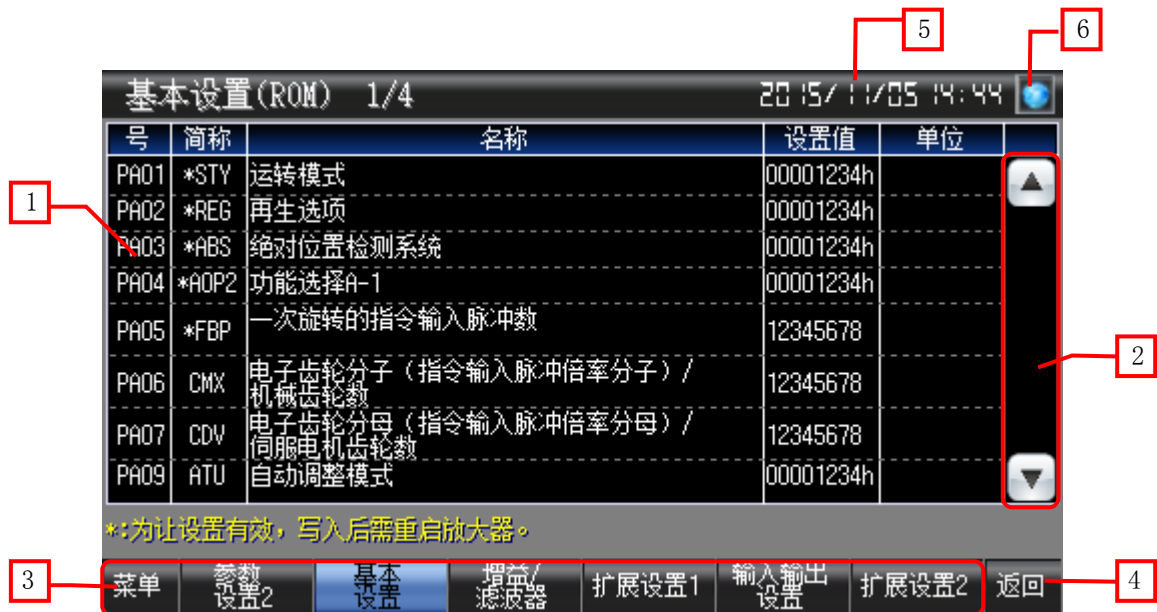 5
6
基本设置(ROM) 1/4
2015/11/05 14:44
号 简称 名称 设置值 单位
PA01 *STY 运转模式 00001234h
1
PA02 *REG 再生选项 00001234h
PA03 *ABS 绝对位置检测系统 00001234h
PA04 *AOP2 功能选择A-1 00001234h
PA05 *FBP 一次旋转的指令输入脉冲数 12345678
2
PA06 CMX 电子齿轮分子（指令输入脉冲倍率分子）/ 12345678
机械齿轮数
PA07 CDV 电子齿轮分母（指令输入脉冲倍率分母）/ 12345678
伺服电机齿轮数
PA09 ATU 自动调整模式 00001234h
*:为让设置有效，写入后需重启放大器。
3
菜单
参数
设置2
基本
设置
增益/
滤波器
扩展设置1
输入输出
设置
扩展设置2
返回
4